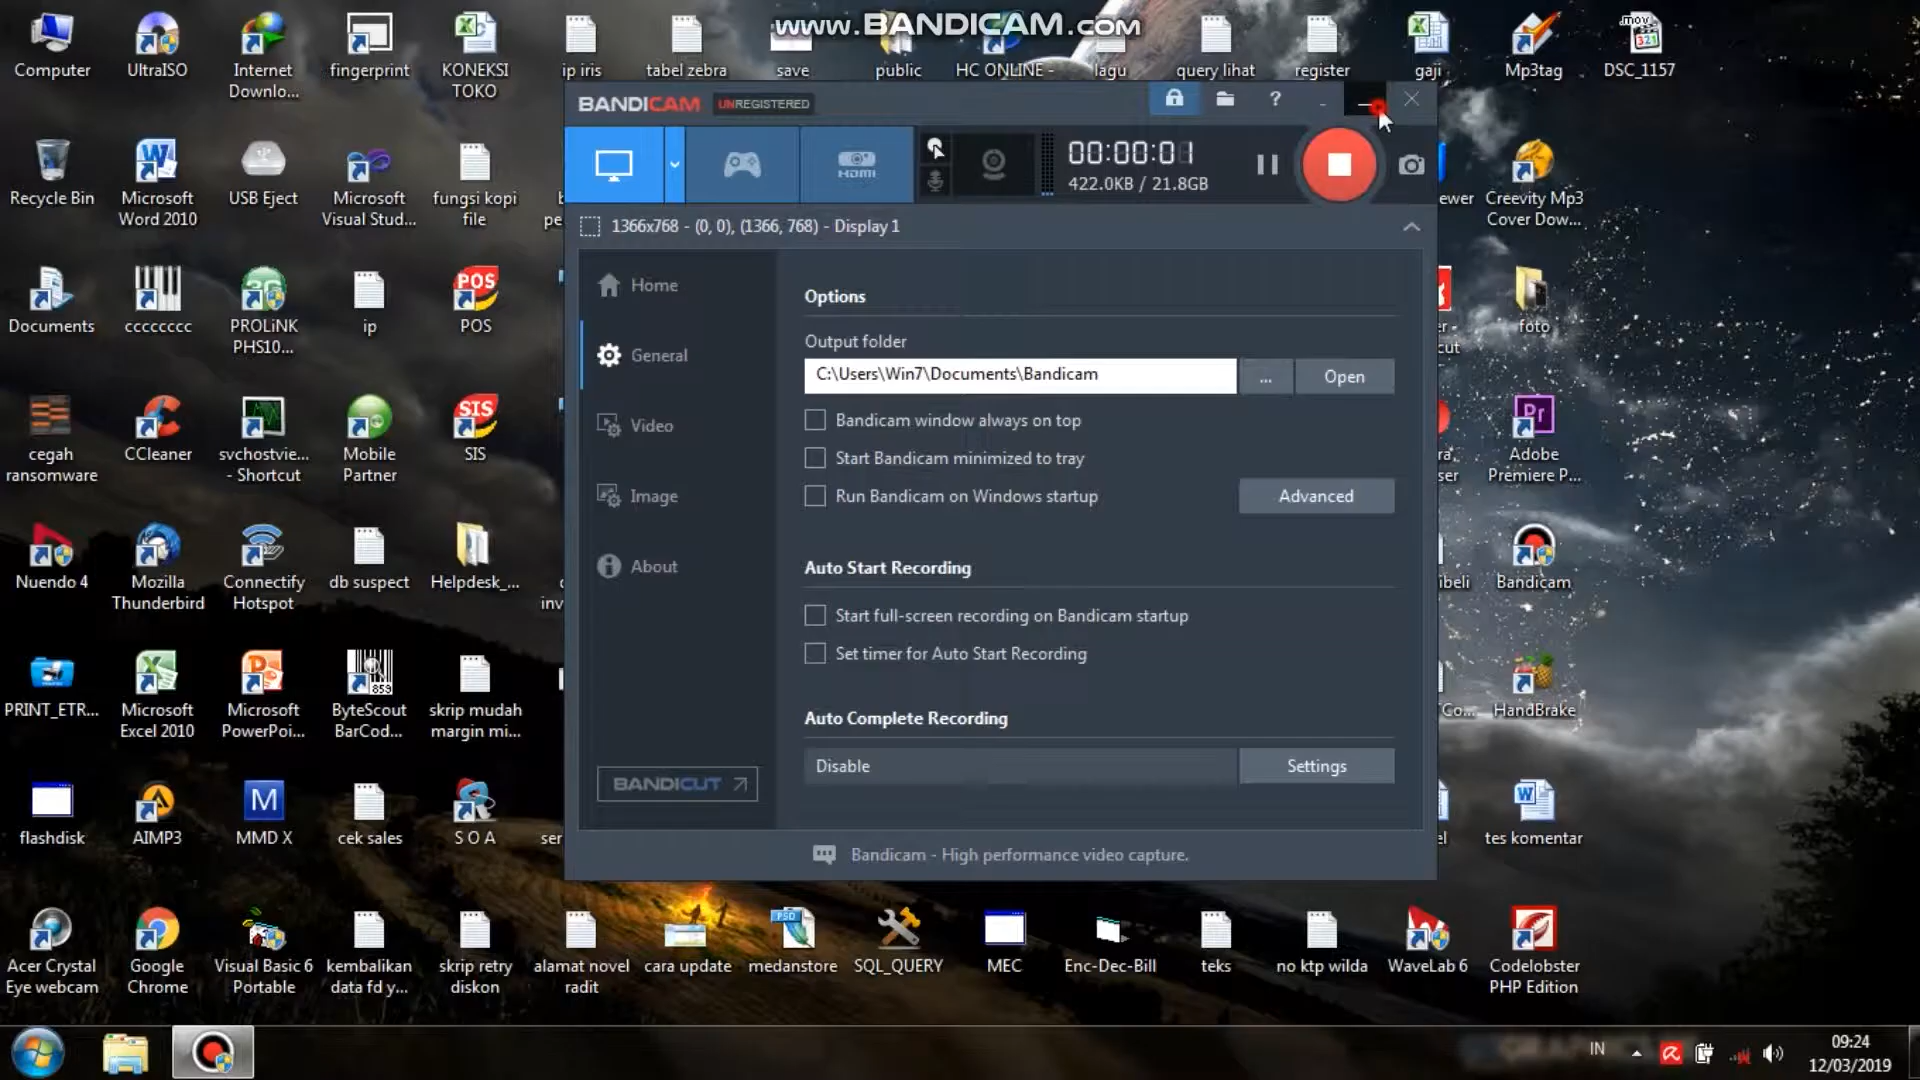 www.BANDICAM.com
Computer
UltraISO
Internet
Downlo...
fingerprint
KONEKSI
TOKO
ip iris
tabel zebra
save
public
HC ONLINE -
lagu
query lihat
register
gaji
Mp3tag
DSC_1157
BANDICAM UNREGISTERED
HDMI
00:00:01
422.0KB / 21.8GB
1366x768 - (0, 0), (1366, 768) - Display 1
Home
General
Video
Image
About
BANDICUT
Options
Output folder
C:\Users\Win7\Documents\Bandicam
...
Open
Bandicam window always on top
Start Bandicam minimized to tray
Run Bandicam on Windows startup
Advanced
Auto Start Recording
Start full-screen recording on Bandicam startup
Set timer for Auto Start Recording
Auto Complete Recording
Disable
Settings
Bandicam - High performance video capture.
Recycle Bin
Microsoft
Word 2010
USB Eject
Microsoft
Visual Stud...
fungsi kopi
file
Creevity Mp3
Cover Dow...
Documents
cccccccc
PROLiNK
PHS10...
ip
POS
foto
cegah
ransomware
CCleaner
svchostvie...
- Shortcut
Mobile
Partner
SIS
Adobe
Premiere P...
Nuendo 4
Mozilla
Thunderbird
Connectify
Hotspot
db suspect
Helpdesk_...
Bandicam
PRINT_ETR...
Microsoft
Excel 2010
Microsoft
PowerPoi...
ByteScout
BarCod...
skrip mudah
margin mi...
HandBrake
flashdisk
AIMP3
MMD X
cek sales
S O A
tes komentar
Acer Crystal
Eye webcam
Google
Chrome
Visual Basic 6
Portable
kembalikan
data fd y...
skrip retry
diskon
alamat novel
radit
cara update
medanstore
SQL_QUERY
MEC
Enc-Dec-Bill
teks
no ktp wilda
WaveLab 6
Codelobster
PHP Edition
IN
09:24
12/03/2019